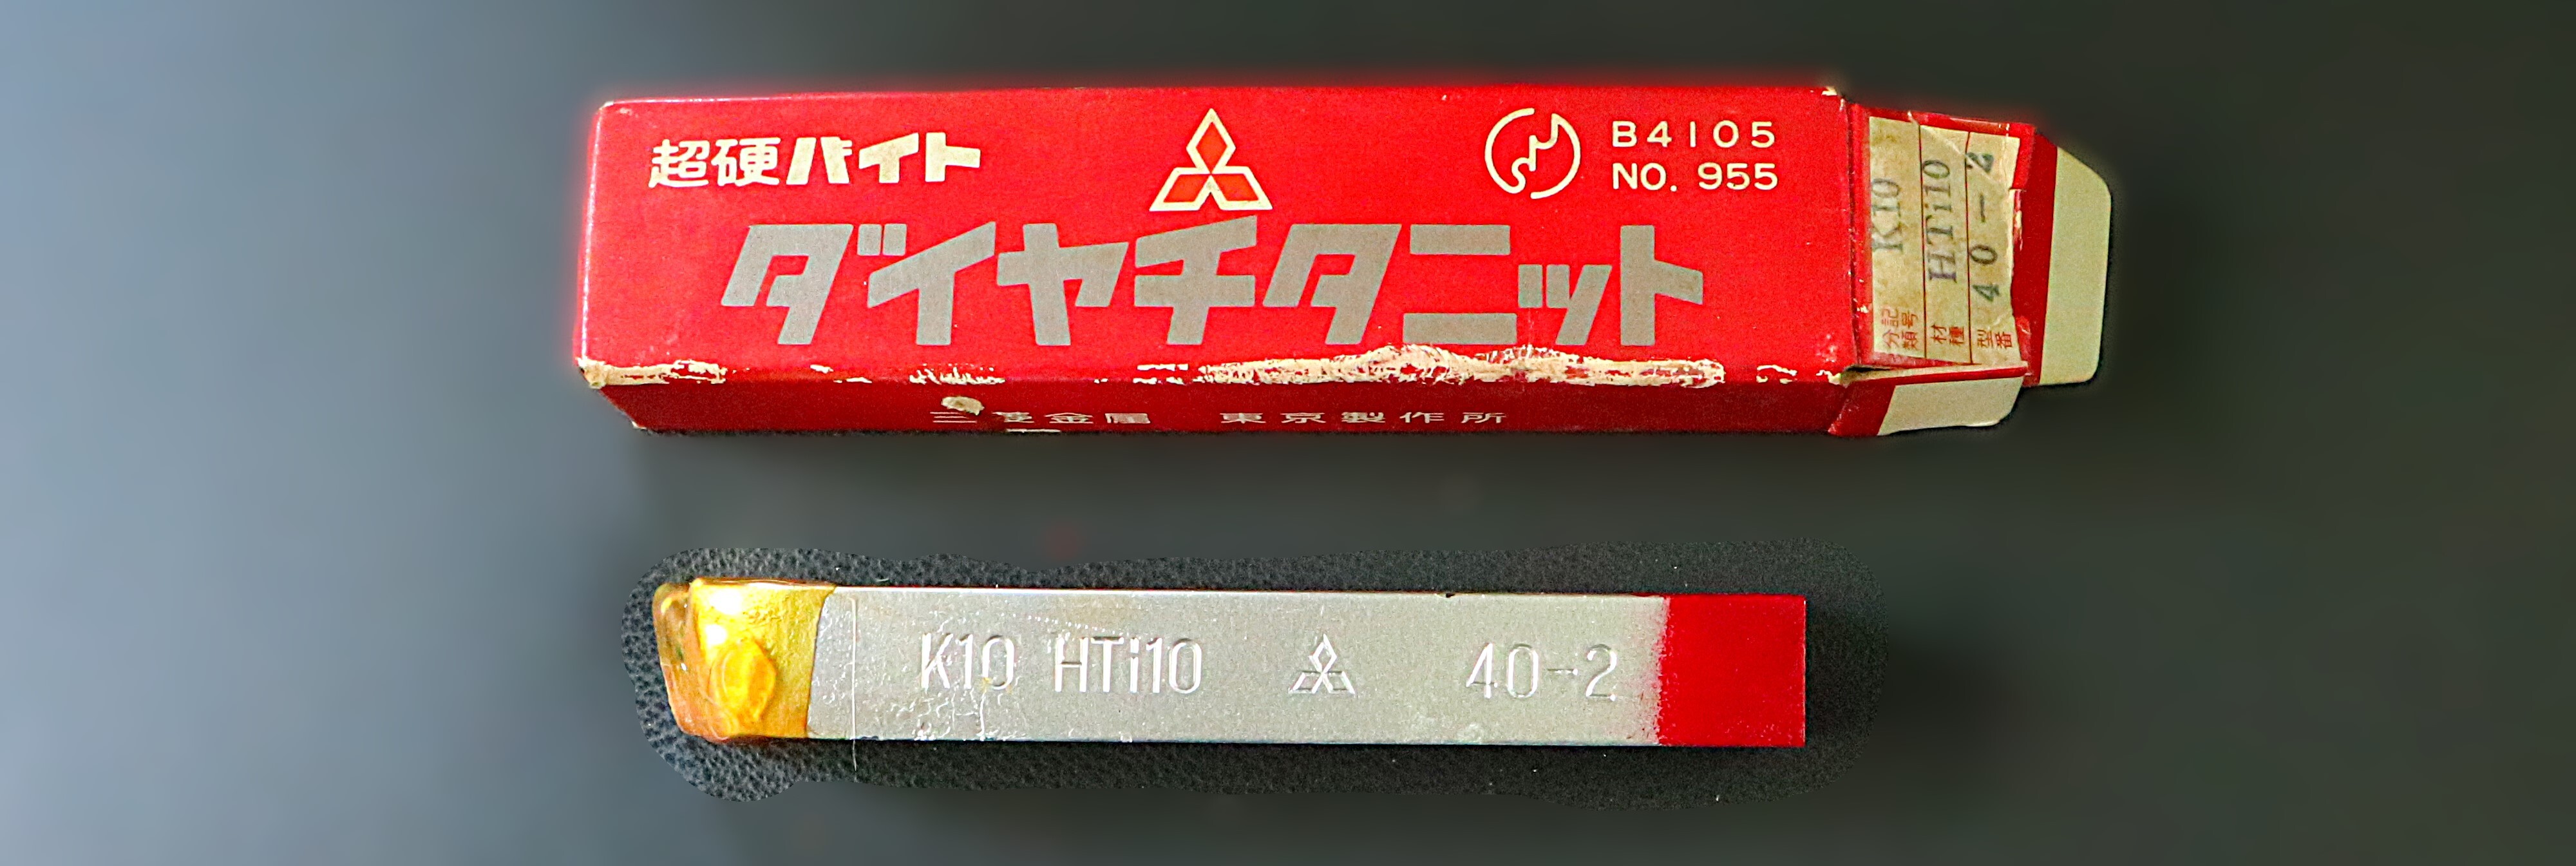 超硬バイト
B4105
NO. 955
ダイヤチタニット
三菱金属 東京製作所
分類記号 K10
材種 HTi10
型番 40-2
K10 HTi10 40-2